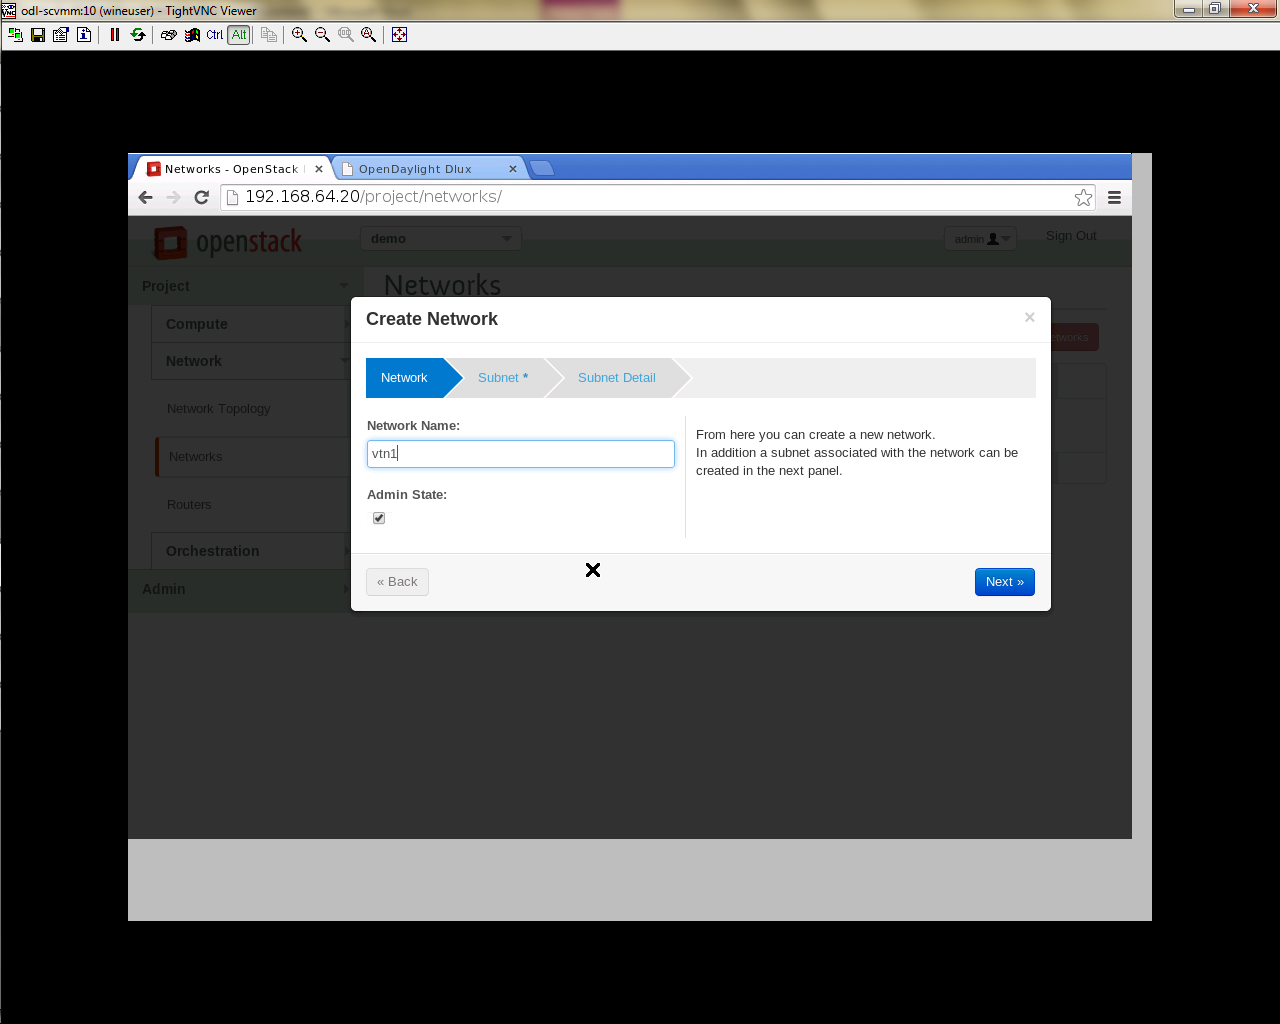 odl-scvmm:10 (wineuser) - TightVNC Viewer
Ctrl Alt
Networks - OpenStack
OpenDaylight Dlux
192.168.64.20/project/networks/
openstack
demo
admin
Sign Out
Project
Networks
Compute
Network
Network Topology
Networks
Routers
Orchestration
Admin
Create Network
×
Network
Subnet *
Subnet Detail
Network Name:
vtn1
Admin State:
From here you can create a new network.
In addition a subnet associated with the network can be
created in the next panel.
« Back
Next »